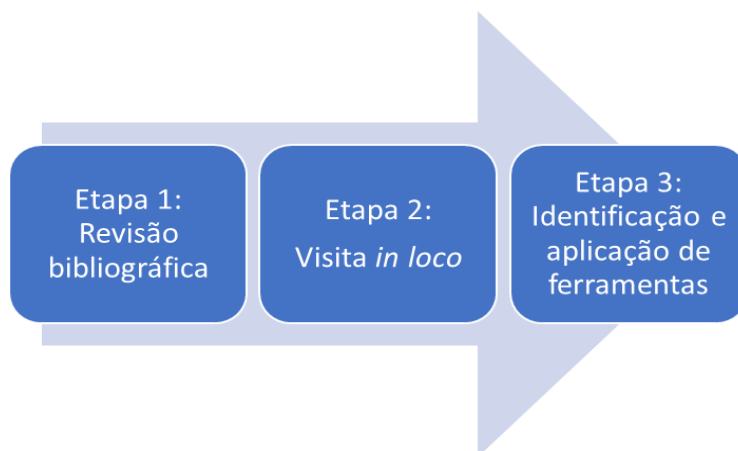 Etapa 1:
Revisão
bibliográfica
Etapa 2:
Visita in loco
Etapa 3:
Identificação e
aplicação de
ferramentas